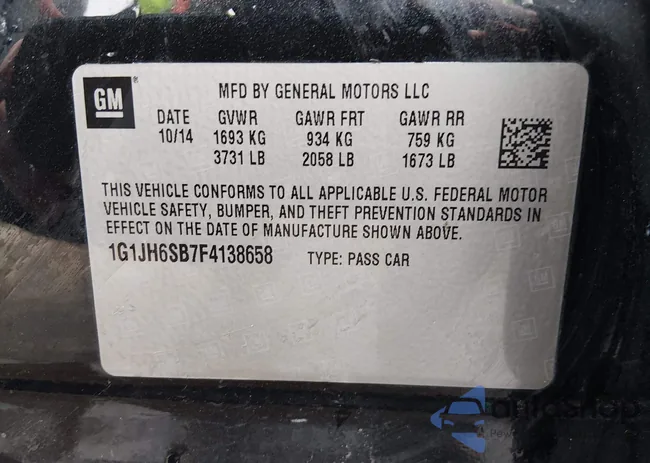 GM
MFD BY GENERAL MOTORS LLC
DATE GVWR GAWR FRT GAWR RR
10/14 1693 KG 934 KG 759 KG
3731 LB 2058 LB 1673 LB
THIS VEHICLE CONFORMS TO ALL APPLICABLE U.S. FEDERAL MOTOR
VEHICLE SAFETY, BUMPER, AND THEFT PREVENTION STANDARDS IN
EFFECT ON THE DATE OF MANUFACTURE SHOWN ABOVE.
1G1JH6SB7F4138658 TYPE: PASS CAR
autashop